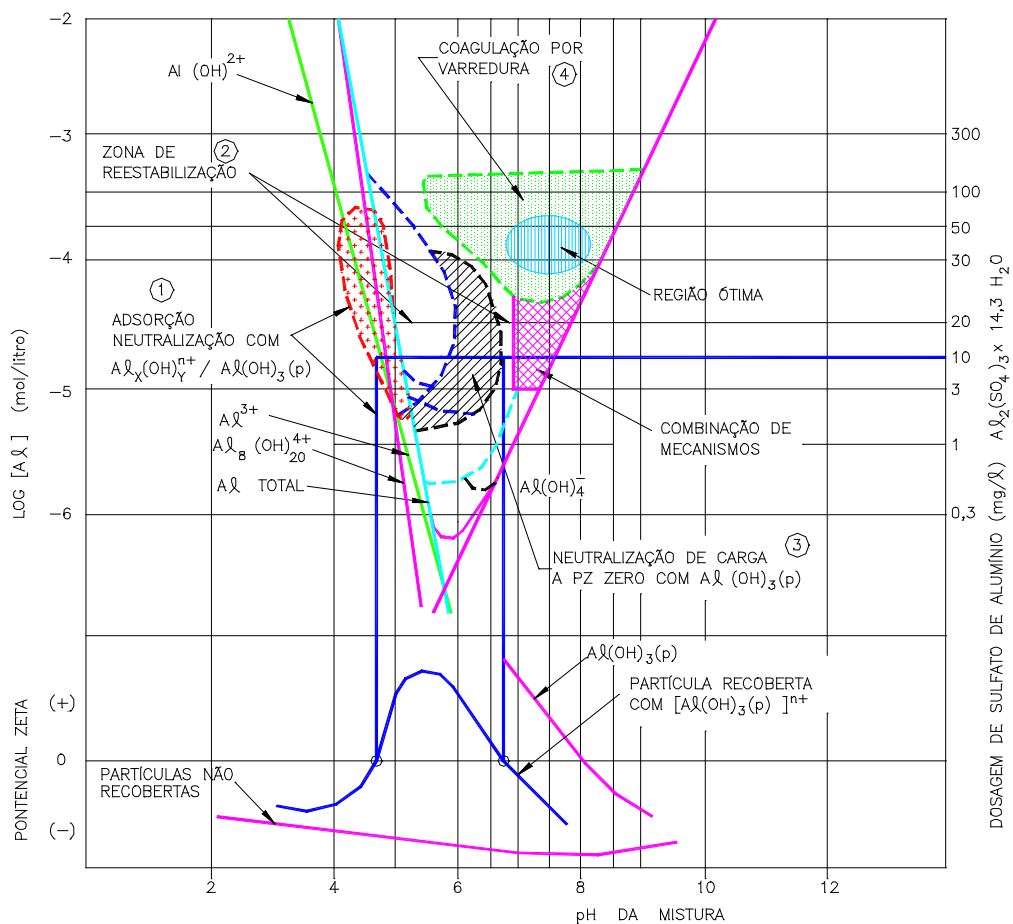 -2
-3
-4
-5
-6
LOG [Al] (mol/litro)
Al (OH)2+
COAGULAÇÃO POR
VARREDURA
4
ZONA DE
REESTABILIZAÇÃO
2
1
ADSORÇÃO
NEUTRALIZAÇÃO COM
AlX(OH)Yn+ / Al(OH)3(p)
Al3+
Al8 (OH)204+
Al TOTAL
REGIÃO ÓTIMA
COMBINAÇÃO DE
MECANISMOS
Al(OH)4-
3
NEUTRALIZAÇÃO DE CARGA
A PZ ZERO COM Al (OH)3(p)
300
100
50
30
20
10
3
1
0,3
DOSAGEM DE SULFATO DE ALUMÍNIO (mg/l) Al2(SO4)3x 14,3 H2O
Al(OH)3(p)
PARTÍCULA RECOBERTA
COM [Al(OH)3(p) ]n+
PONTENCIAL ZETA
(+)
0
(-)
PARTÍCULAS NÃO
RECOBERTAS
2 4 6 8 10 12
pH DA MISTURA